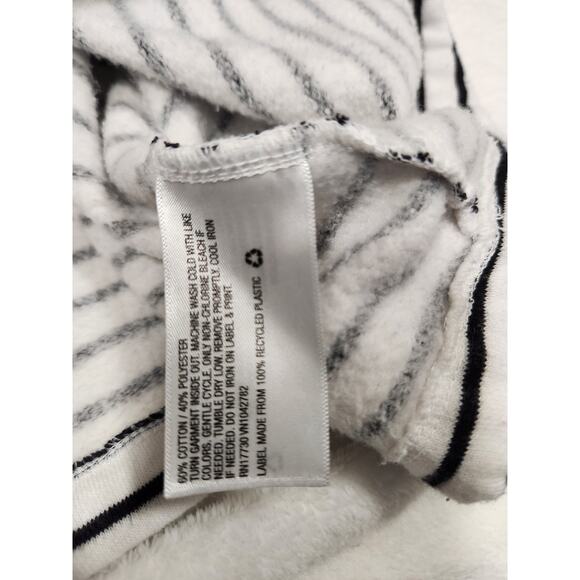 60% COTTON / 40% POLYESTER
TURN GARMENT INSIDE OUT. MACHINE WASH COLD WITH LIKE
COLORS. GENTLE CYCLE. ONLY NON-CHLORINE BLEACH IF
NEEDED. TUMBLE DRY LOW. REMOVE PROMPTLY. COOL IRON
IF NEEDED. DO NOT IRON ON LABEL & PRINT.
RN17730 VN1042782
LABEL MADE FROM 100% RECYCLED PLASTIC